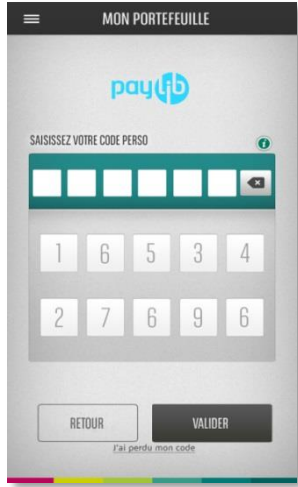 MON PORTEFEUILLE
paylib
SAISISSEZ VOTRE CODE PERSO
i
1 6 5 3 4
2 7 6 9 6
RETOUR VALIDER
J'ai perdu mon code